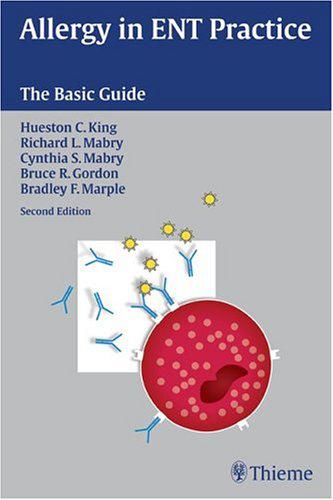 Allergy in ENT Practice
The Basic Guide
Hueston C. King
Richard L. Mabry
Cynthia S. Mabry
Bruce R. Gordon
Bradley F. Marple
Second Edition
Thieme